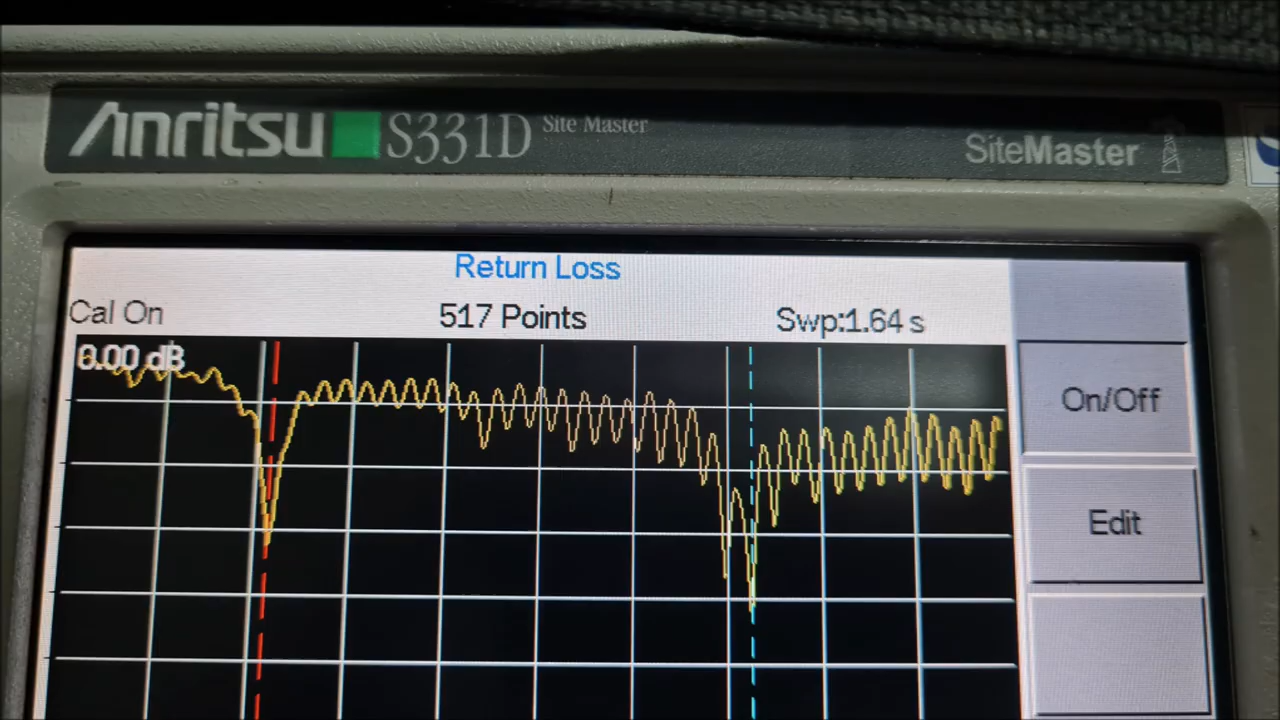 Anritsu S331D Site Master SiteMaster
Return Loss
Cal On 517 Points Swp:1.64 s
0.00 dB
On/Off
Edit